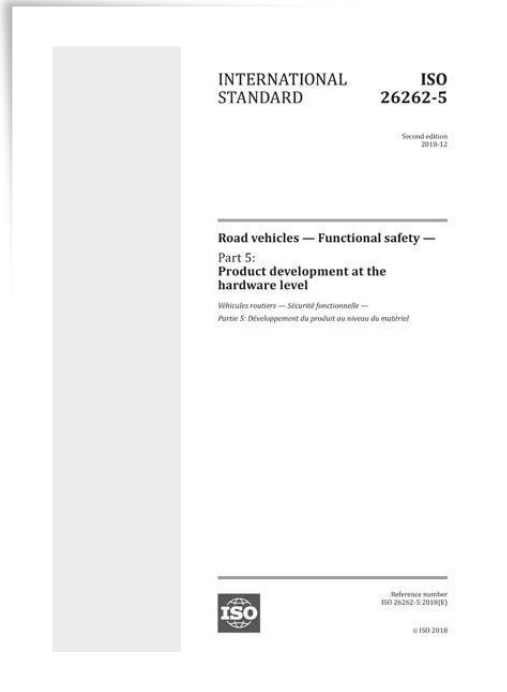 INTERNATIONAL STANDARD
ISO 26262-5
Second edition
2018-12
Road vehicles — Functional safety —
Part 5:
Product development at the
hardware level
Véhicules routiers — Sécurité fonctionnelle —
Partie 5: Développement du produit au niveau du matériel
ISO
Reference number
ISO 26262-5:2018(E)
© ISO 2018